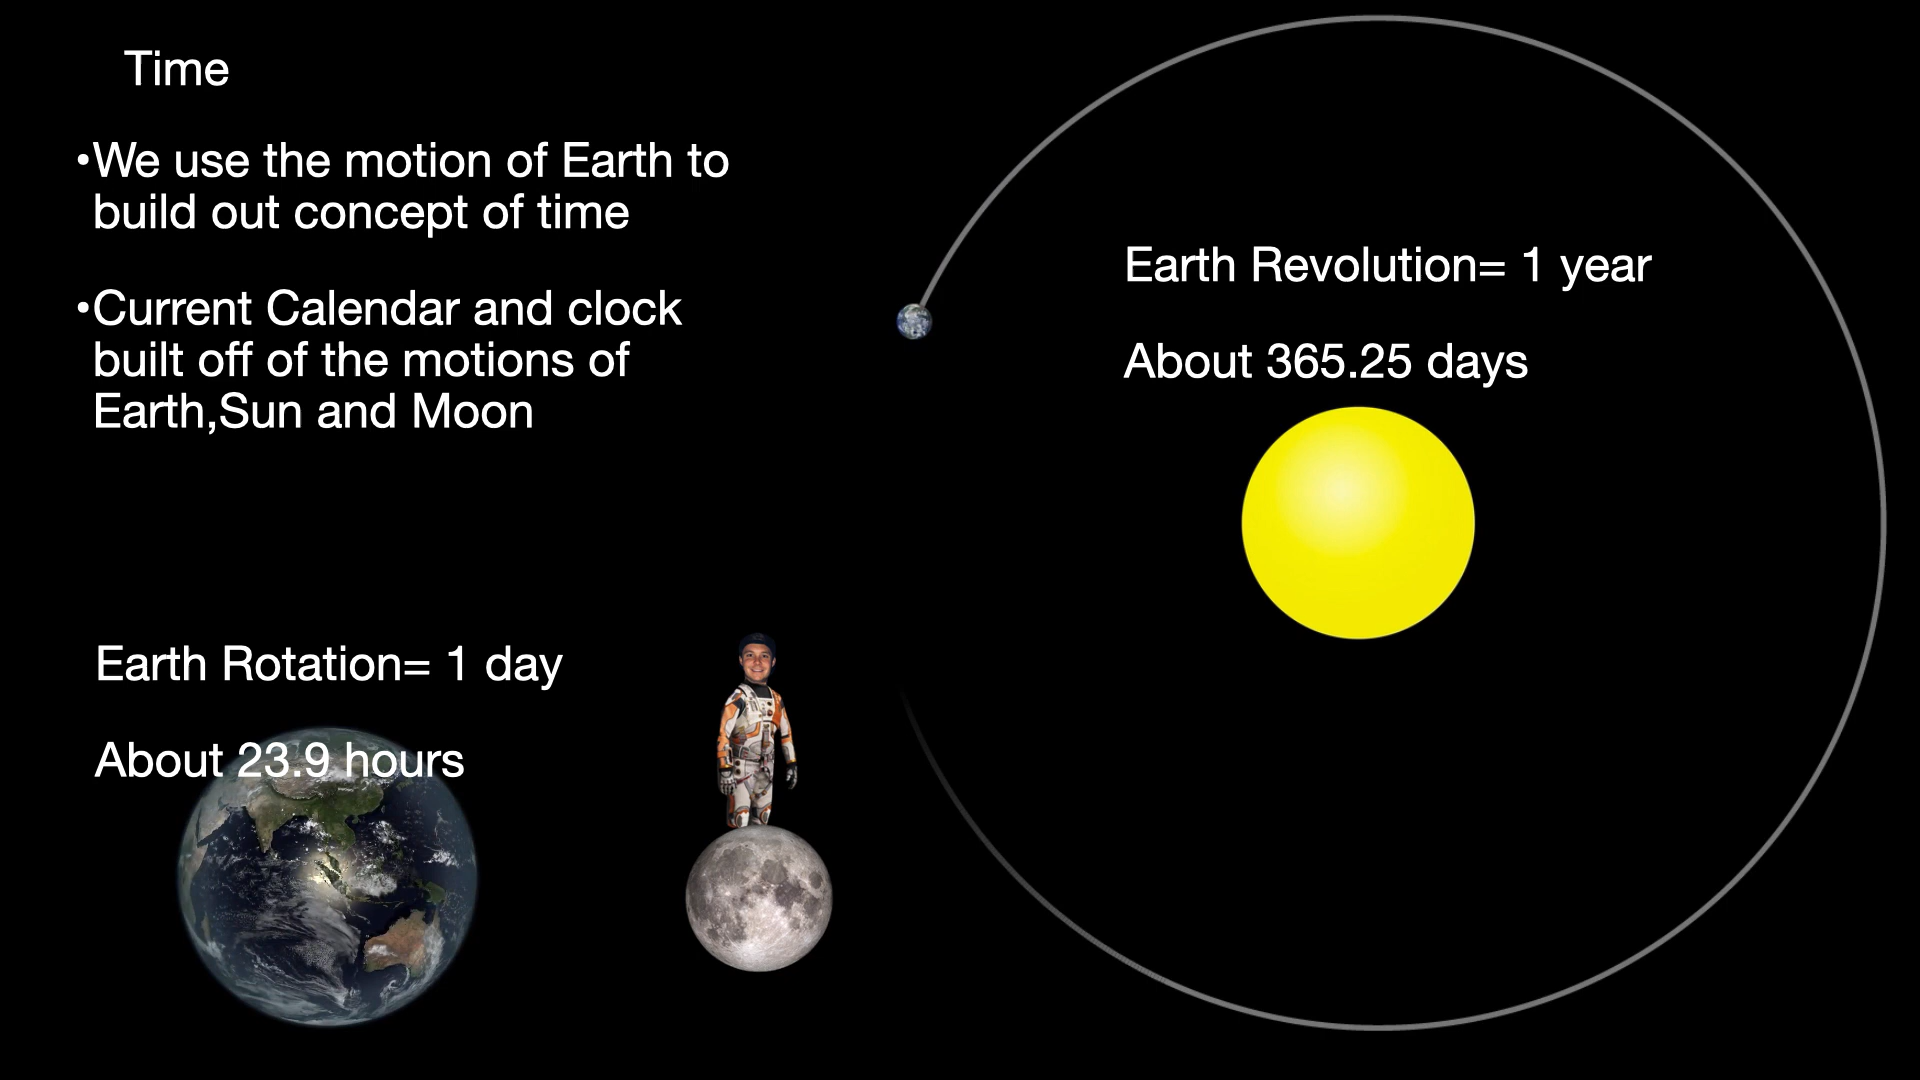 Time
•We use the motion of Earth to
build out concept of time
•Current Calendar and clock
built off of the motions of
Earth,Sun and Moon
Earth Revolution= 1 year
About 365.25 days
Earth Rotation= 1 day
About 23.9 hours